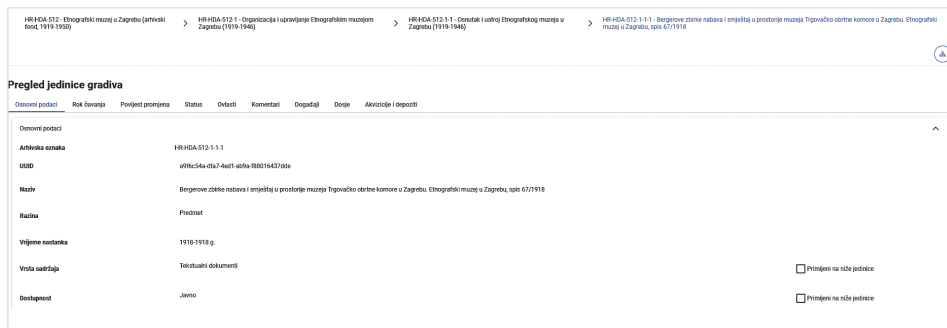 HR-HDA-512 - Etnografski muzej u Zagrebu (arhivski fond, 1919-1950)
HR-HDA-512-1 - Organizacija i upravljanje Etnografskim muzejom Zagrebu (1919-1946)
HR-HDA-512-1-1 - Osnutak i ustroj Etnografskog muzeja u Zagrebu (1919-1946)
HR-HDA-512-1-1-1 - Bergerove zbirke nabava i smještaj u prostorije muzeja Trgovačko obrtne komore u Zagrebu. Etnografski muzej u Zagrebu, spis 67/1918
Pregled jedinice gradiva
Osnovni podaci Rok čuvanja Povijest promjena Status Ovlasti Komentari Događaji Dosje Akvizicije i depoziti
Osnovni podaci
Arhivska oznaka HR-HDA-512-1-1-1
UUID a9f6c54a-dfa7-4ed1-ab9a-f88016437dde
Naziv Bergerove zbirke nabava i smještaj u prostorije muzeja Trgovačko obrtne komore u Zagrebu. Etnografski muzej u Zagrebu, spis 67/1918
Razina Predmet
Vrijeme nastanka 1918-1918 g.
Vrsta sadržaja Tekstualni dokumenti Primijeni na niže jedinice
Dostupnost Javno Primijeni na niže jedinice